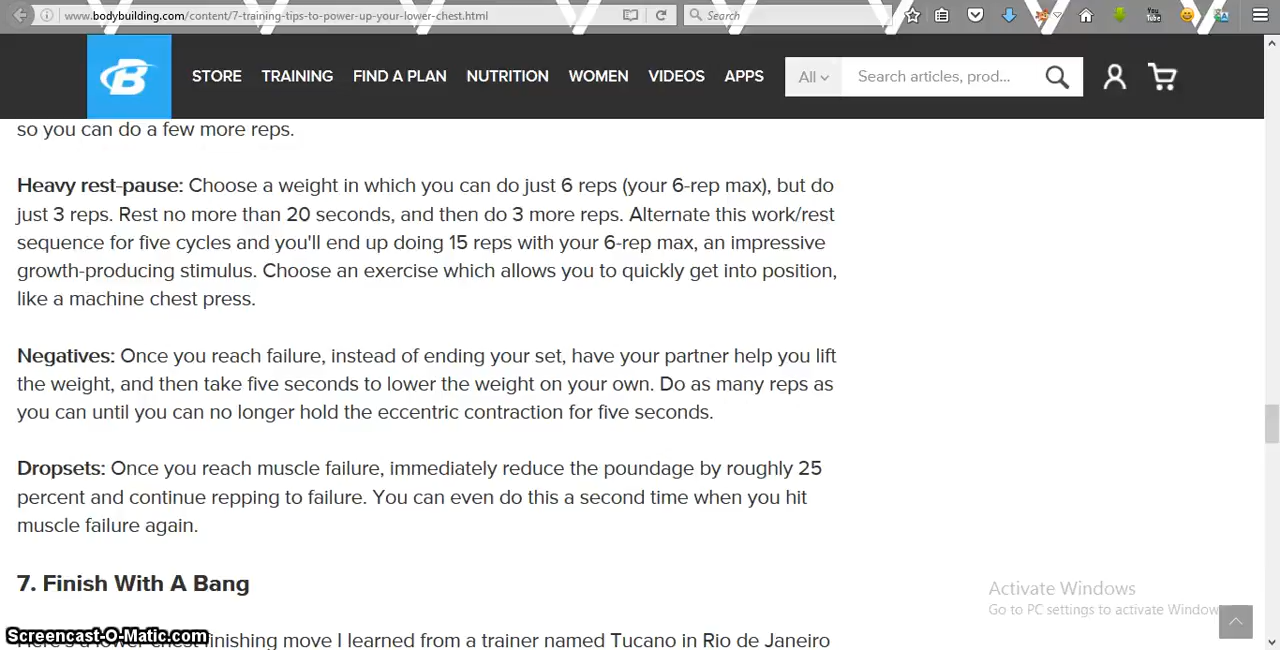 www.bodybuilding.com/content/7-training-tips-to-power-up-your-lower-chest.html
Search
You Tube
B
STORE TRAINING FIND A PLAN NUTRITION WOMEN VIDEOS APPS
All Search articles, prod...
so you can do a few more reps.
Heavy rest-pause: Choose a weight in which you can do just 6 reps (your 6-rep max), but do
just 3 reps. Rest no more than 20 seconds, and then do 3 more reps. Alternate this work/rest
sequence for five cycles and you'll end up doing 15 reps with your 6-rep max, an impressive
growth-producing stimulus. Choose an exercise which allows you to quickly get into position,
like a machine chest press.
Negatives: Once you reach failure, instead of ending your set, have your partner help you lift
the weight, and then take five seconds to lower the weight on your own. Do as many reps as
you can until you can no longer hold the eccentric contraction for five seconds.
Dropsets: Once you reach muscle failure, immediately reduce the poundage by roughly 25
percent and continue repping to failure. You can even do this a second time when you hit
muscle failure again.
7. Finish With A Bang
Activate Windows
Go to PC settings to activate Window
Screencast-O-Matic.com
finishing move I learned from a trainer named Tucano in Rio de Janeiro